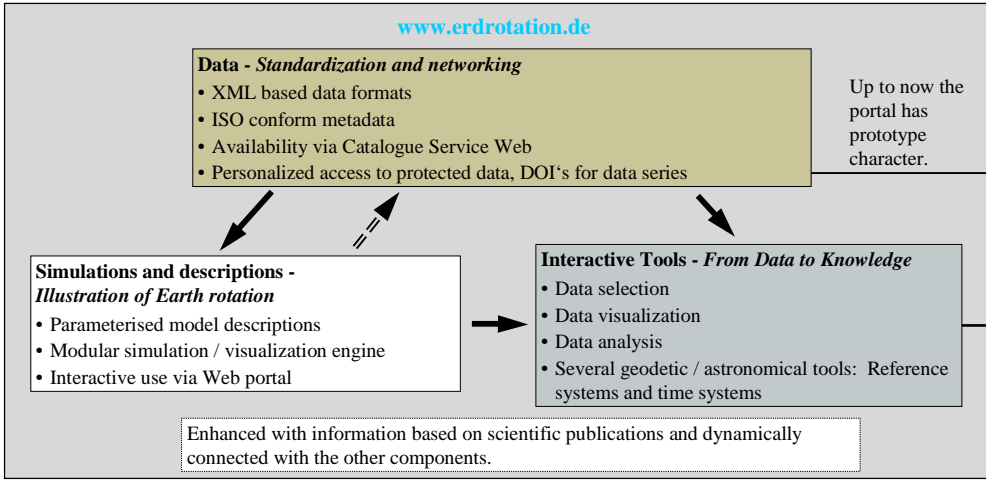 www.erdrotation.de
Data - Standardization and networking
• XML based data formats
• ISO conform metadata
• Availability via Catalogue Service Web
• Personalized access to protected data, DOI‘s for data series
Up to now the
portal has
prototype
character.
Simulations and descriptions -
Illustration of Earth rotation
• Parameterised model descriptions
• Modular simulation / visualization engine
• Interactive use via Web portal
Interactive Tools - From Data to Knowledge
• Data selection
• Data visualization
• Data analysis
• Several geodetic / astronomical tools: Reference
systems and time systems
Enhanced with information based on scientific publications and dynamically
connected with the other components.